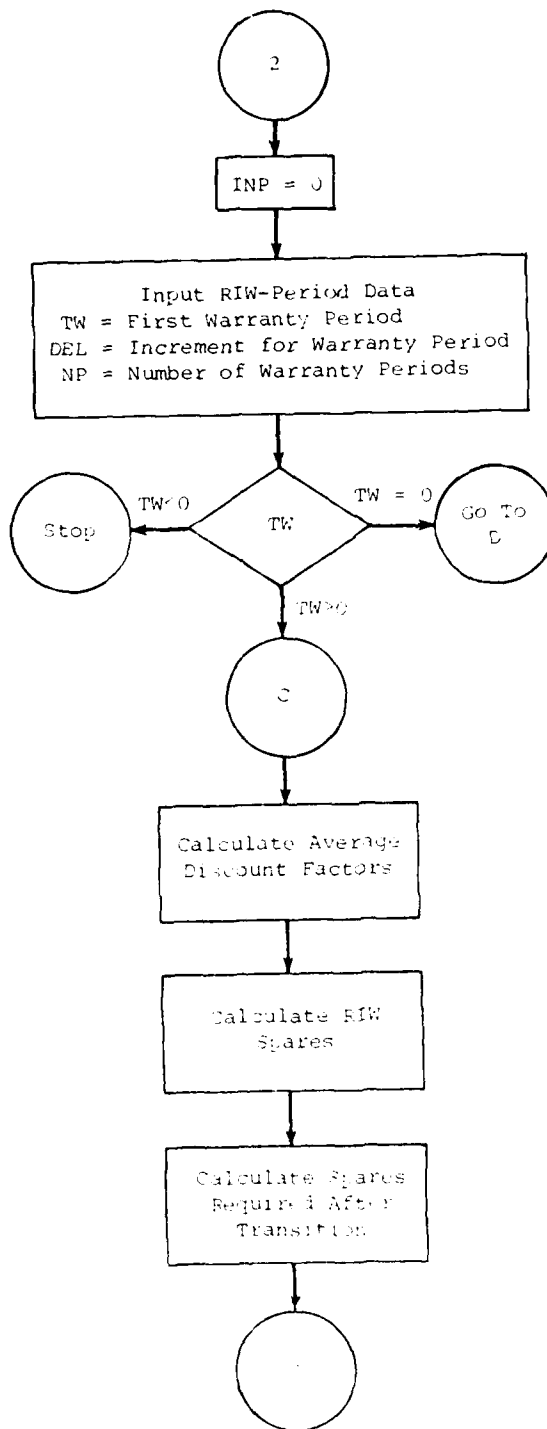 2
INP = 0
Input RIW-Period Data
TW = First Warranty Period
DEL = Increment for Warranty Period
NP = Number of Warranty Periods
TW<0
TW = 0
Stop
TW
Go To
D
TW>0
C
Calculate Average
Discount Factors
Calculate RIW
Spares
Calculate Spares
Required After
Transition